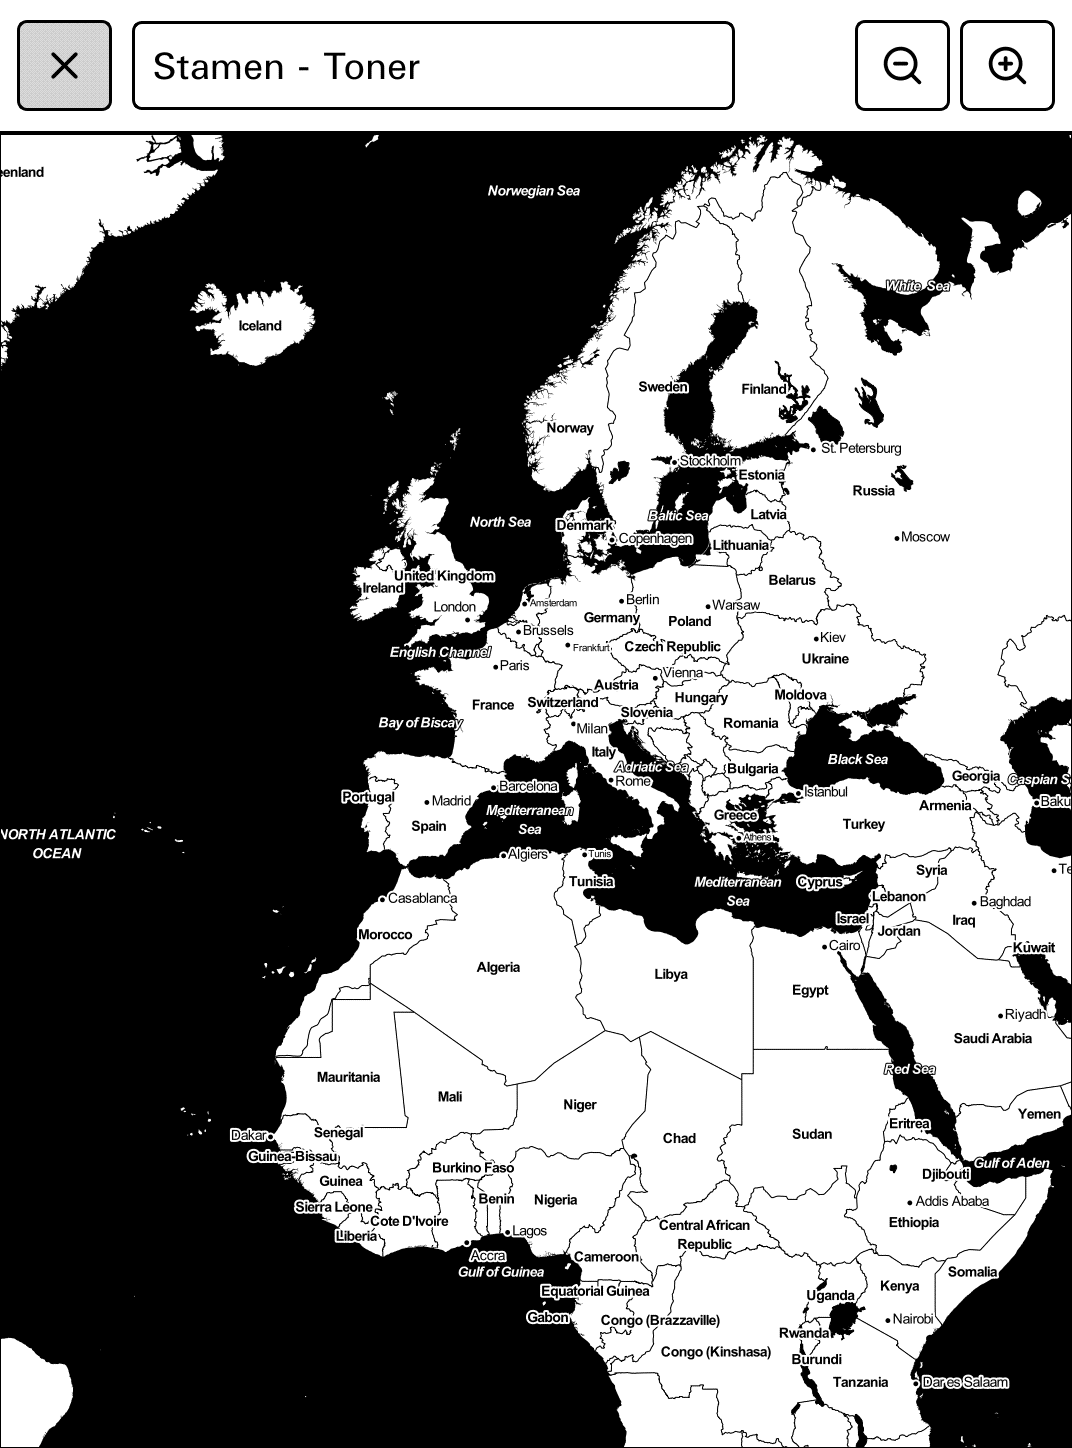 Stamen - Toner
eenland
Norwegian Sea
White Sea
Iceland
Sweden
Finland
Norway
St. Petersburg
Stockholm
Estonia
Russia
North Sea
Baltic Sea
Latvia
Denmark
Copenhagen
Moscow
Lithuania
United Kingdom
Ireland
Belarus
London
Amsterdam
Berlin
Warsaw
Germany
Poland
Brussels
Kiev
English Channel
Frankfurt
Czech Republic
Ukraine
Paris
Vienna
Austria
Hungary
Moldova
France
Switzerland
Slovenia
Bay of Biscay
Milan
Romania
Italy
Adriatic Sea
Bulgaria
Black Sea
Georgia
Caspian S
Rome
Barcelona
Istanbul
Portugal
Madrid
Mediterranean
Sea
Armenia
Baku
Spain
Greece
Turkey
NORTH ATLANTIC
OCEAN
Athens
Algiers
Tunis
Tunisia
Mediterranean
Sea
Cyprus
Syria
Te
Lebanon
Baghdad
Casablanca
Israel
Iraq
Morocco
Jordan
Cairo
Kuwait
Algeria
Libya
Egypt
Riyadh
Saudi Arabia
Red Sea
Mauritania
Mali
Niger
Yemen
Dakar
Senegal
Chad
Sudan
Eritrea
Guinea-Bissau
Gulf of Aden
Burkino Faso
Djibouti
Guinea
Benin
Nigeria
Addis Ababa
Sierra Leone
Cote D'Ivoire
Ethiopia
Liberia
Lagos
Central African
Republic
Accra
Cameroon
Gulf of Guinea
Somalia
Equatorial Guinea
Uganda
Kenya
Gabon
Congo (Brazzaville)
Nairobi
Rwanda
Congo (Kinshasa)
Burundi
Tanzania
Dar es Salaam